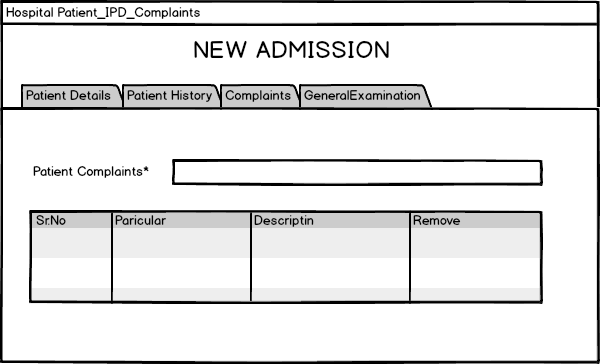 Hospital Patient_IPD_Complaints
NEW ADMISSION
Patient Details Patient History Complaints GeneralExamination
Patient Complaints*
Sr.No Paricular Descriptin Remove